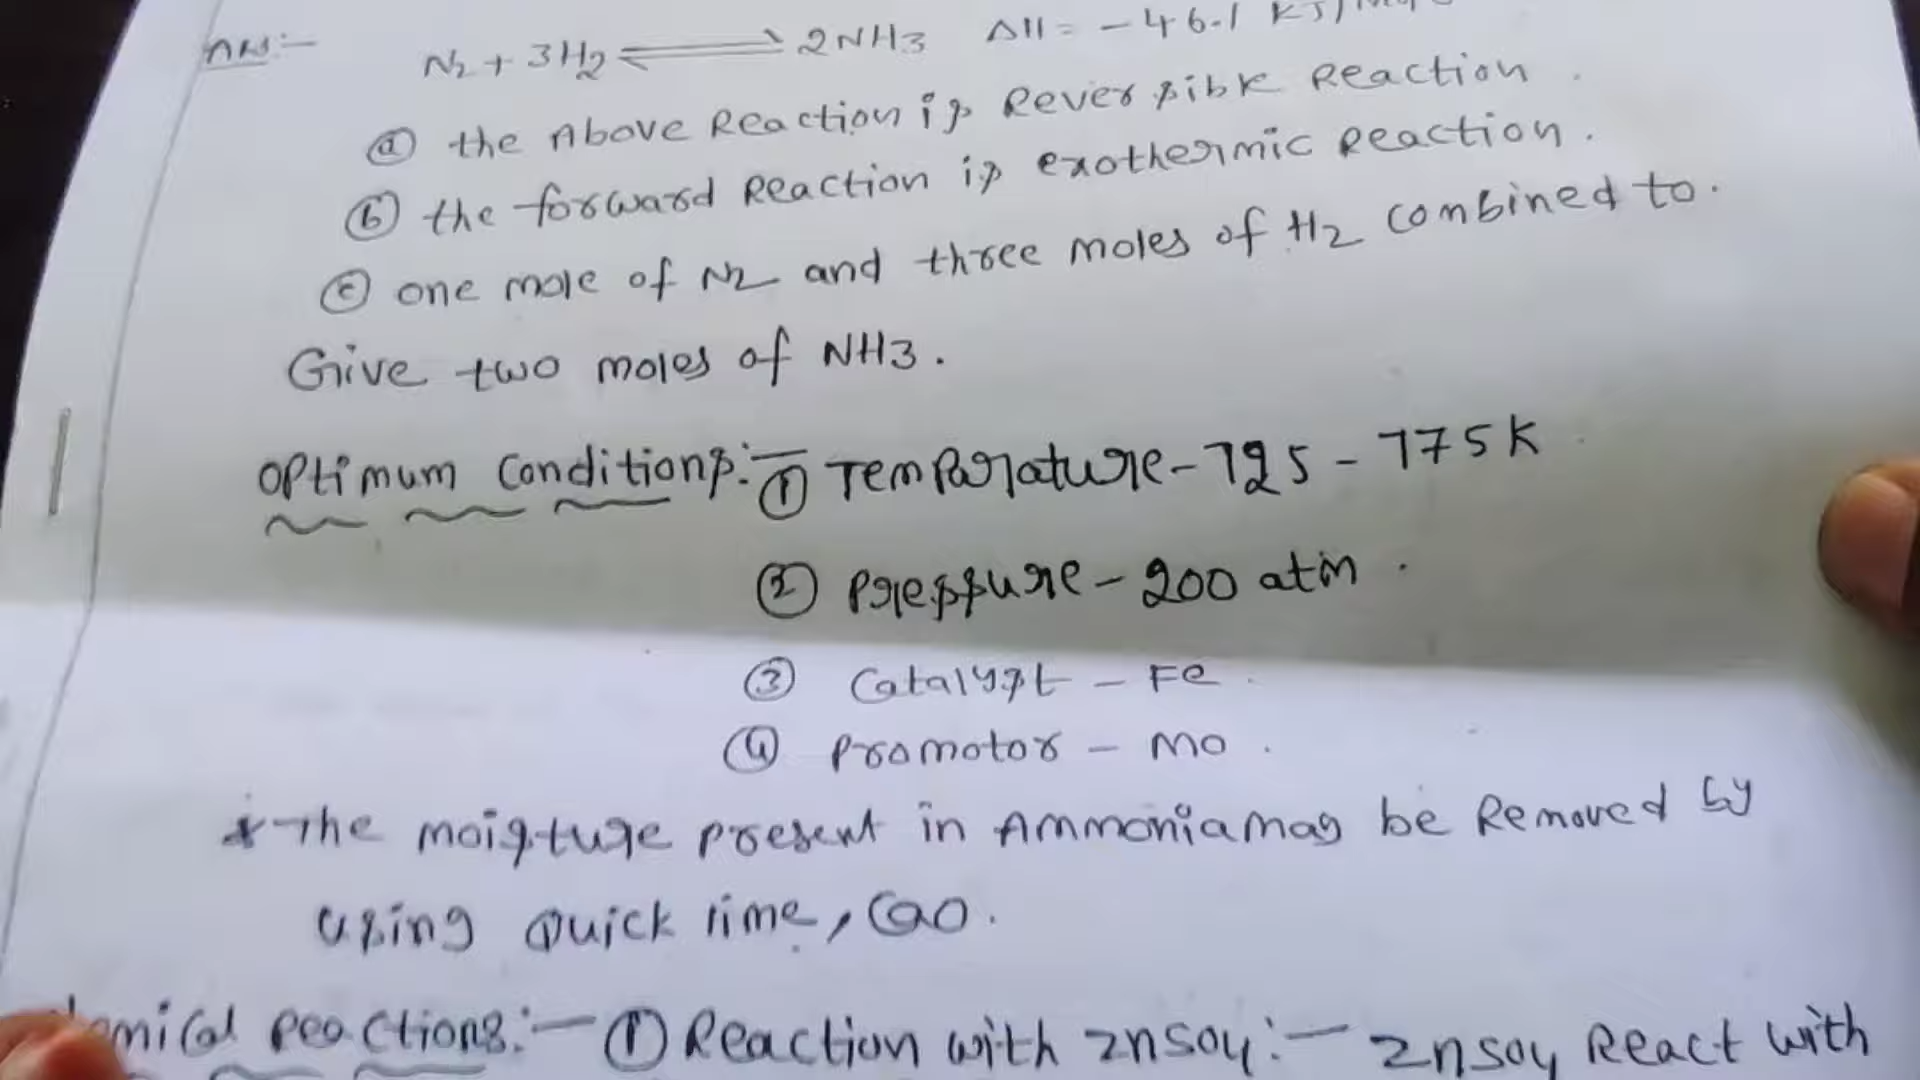 Ans:-
N2 + 3H2 ⇌ 2NH3 ΔH = -46.1 KJ/
ⓐ the Above Reaction is Reversible Reaction.
ⓑ the forward Reaction is exothermic Reaction.
ⓒ one mole of N2 and three moles of H2 combined to.
Give two moles of NH3.
Optimum Conditions:- ① Temparature - 725 - 775K
② Pressure - 200 atm.
③ Catalyst - Fe.
④ Promotor - Mo.
* The moisture present in Ammonia may be Removed by
using Quick lime, CaO.
emical Reactions:- ① Reaction with ZnSO4:- ZnSO4 React with